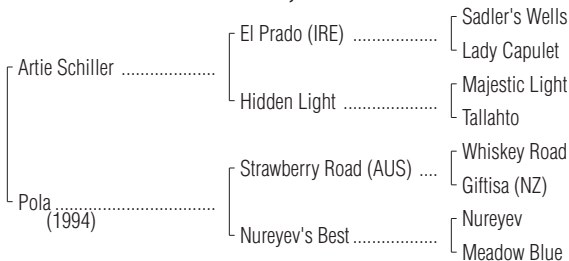 Sadler's Wells
El Prado (IRE) ..................
Lady Capulet
Artie Schiller ....................
Majestic Light
Hidden Light ....................
Tallahto
Whiskey Road
Strawberry Road (AUS) ....
Giftisa (NZ)
Pola ..................................
(1994)
Nureyev
Nureyev's Best ..................
Meadow Blue